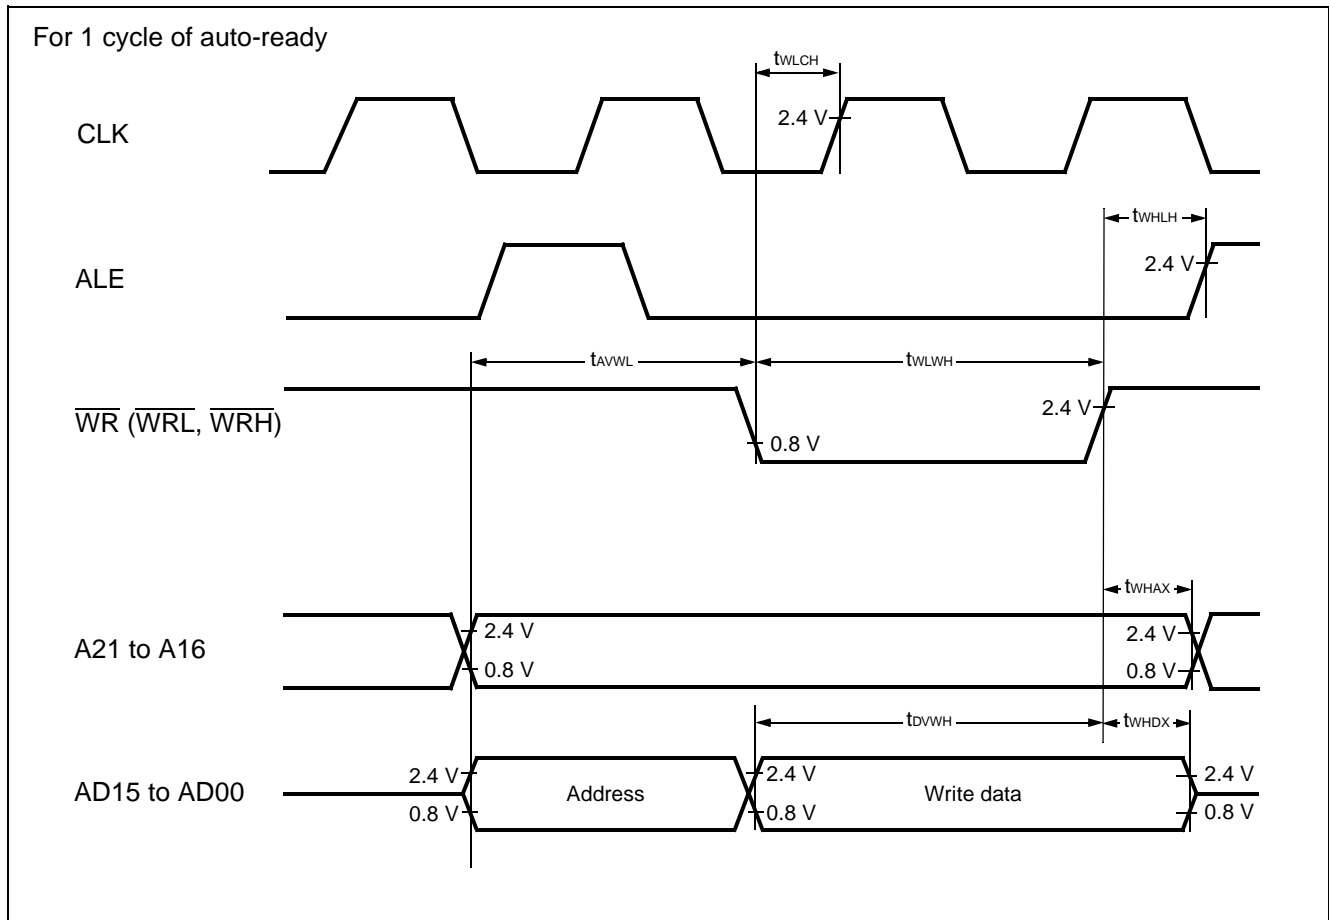 For 1 cycle of auto-ready
tWLCH
2.4 V
CLK
tWHLH
2.4 V
ALE
tAVWL
tWLWH
2.4 V
WR (WRL, WRH)
0.8 V
tWHAX
2.4 V
2.4 V
A21 to A16
0.8 V
0.8 V
tDVWH
tWHDX
2.4 V
2.4 V
2.4 V
AD15 to AD00
Address
Write data
0.8 V
0.8 V
0.8 V